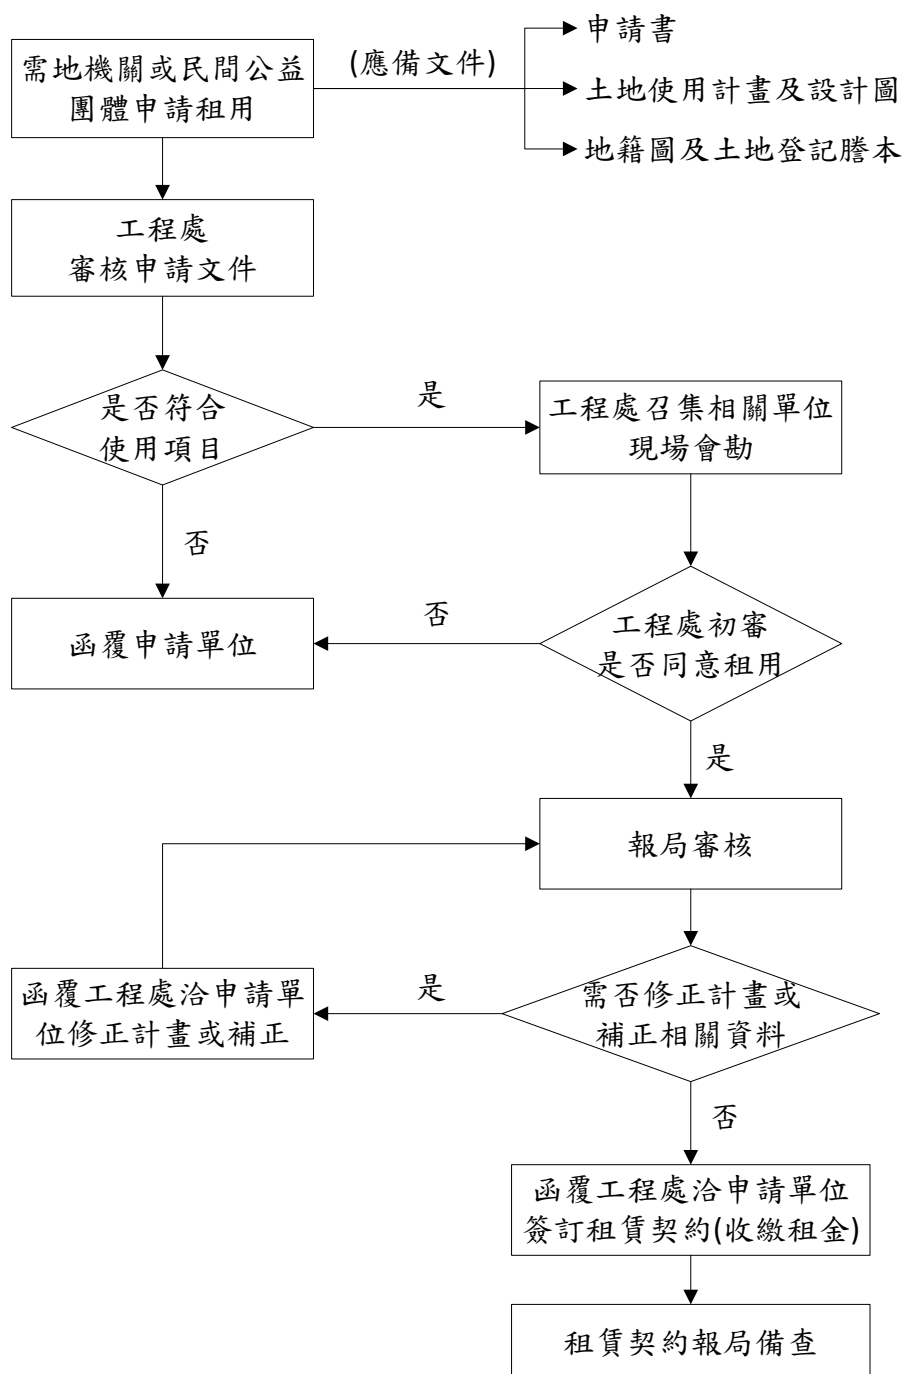 需地機關或民間公益
團體申請租用
(應備文件)
申請書
土地使用計畫及設計圖
地籍圖及土地登記謄本
工程處
審核申請文件
是否符合
使用項目
是
工程處召集相關單位
現場會勘
否
函覆申請單位
否
工程處初審
是否同意租用
是
報局審核
函覆工程處洽申請單
位修正計畫或補正
是
需否修正計畫或
補正相關資料
否
函覆工程處洽申請單位
簽訂租賃契約(收繳租金)
租賃契約報局備查